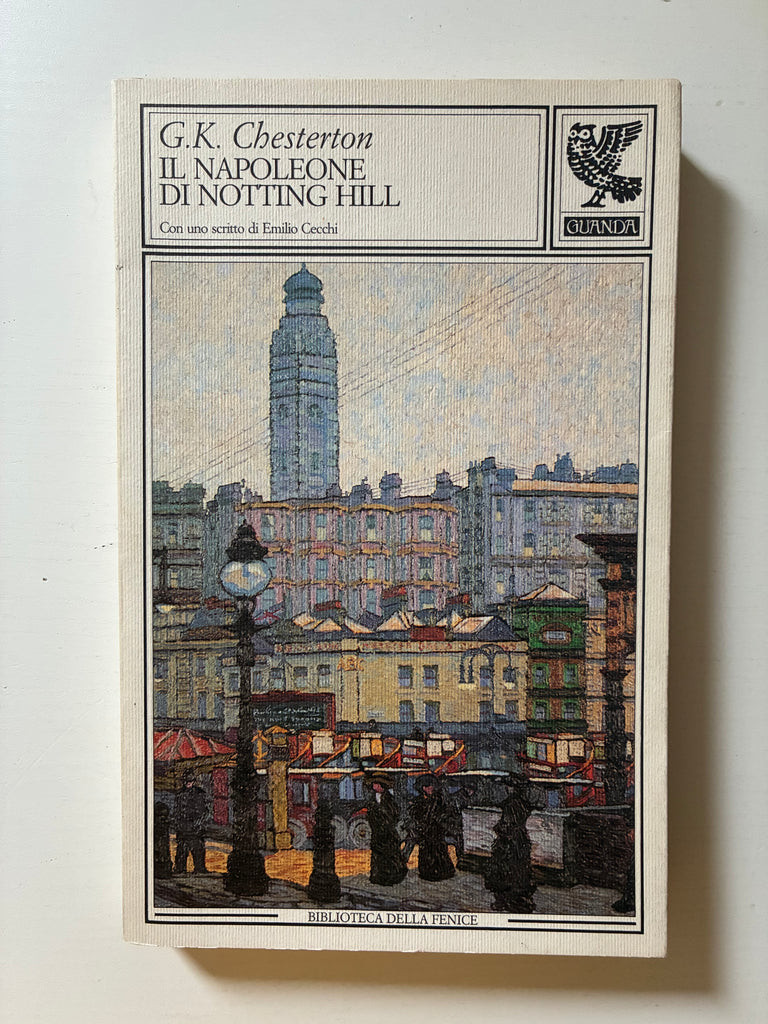 G.K. Chesterton
IL NAPOLEONE
DI NOTTING HILL
Con uno scritto di Emilio Cecchi
GUANDA
BIBLIOTECA DELLA FENICE